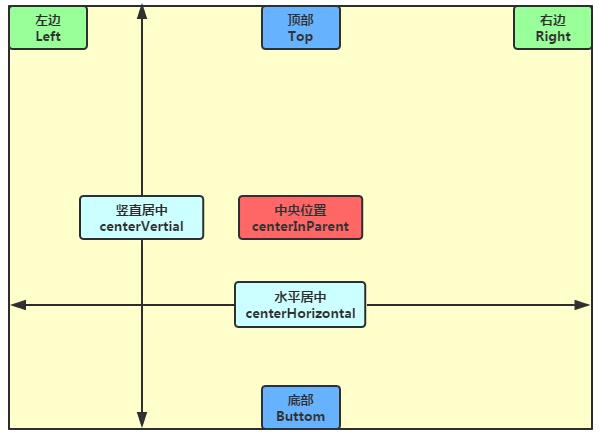 左边
Left
顶部
Top
右边
Right
竖直居中
centerVertial
中央位置
centerInParent
水平居中
centerHorizontal
底部
Buttom